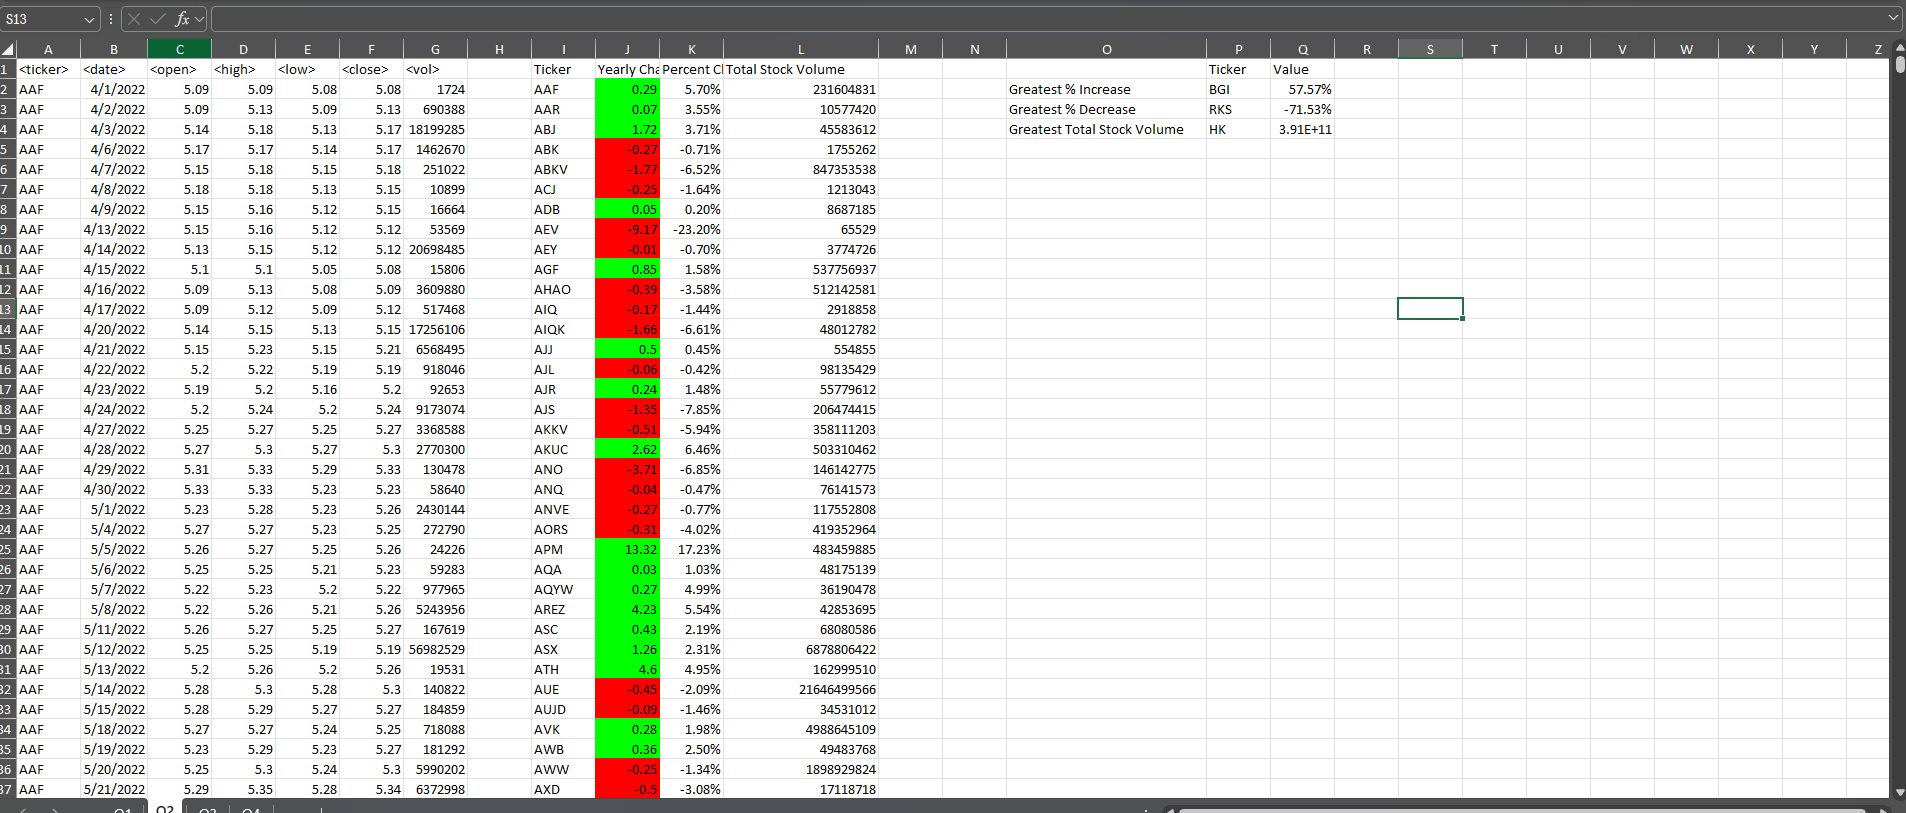 S13 fx
A B C D E F G H I J K L M N O P Q R S T U V W X Y Z
1 <ticker> <date> <open> <high> <low> <close> <vol> Ticker Yearly Cha Percent Cl Total Stock Volume Ticker Value
2 AAF 4/1/2022 5.09 5.09 5.08 5.08 1724 AAF 0.29 5.70% 231604831 Greatest % Increase BGI 57.57%
3 AAF 4/2/2022 5.09 5.13 5.09 5.13 690388 AAR 0.07 3.55% 10577420 Greatest % Decrease RKS -71.53%
4 AAF 4/3/2022 5.14 5.18 5.13 5.17 18199285 ABJ 1.72 3.71% 45583612 Greatest Total Stock Volume HK 3.91E+11
5 AAF 4/6/2022 5.17 5.17 5.14 5.17 1462670 ABK -0.27 -0.71% 1755262
6 AAF 4/7/2022 5.15 5.18 5.15 5.18 251022 ABKV -1.77 -6.52% 847353538
7 AAF 4/8/2022 5.18 5.18 5.13 5.15 10899 ACJ -0.25 -1.64% 1213043
8 AAF 4/9/2022 5.15 5.16 5.12 5.15 16664 ADB 0.05 0.20% 8687185
9 AAF 4/13/2022 5.15 5.16 5.12 5.12 53569 AEV -9.17 -23.20% 65529
10 AAF 4/14/2022 5.13 5.15 5.12 5.12 20698485 AEY -0.01 -0.70% 3774726
11 AAF 4/15/2022 5.1 5.1 5.05 5.08 15806 AGF 0.85 1.58% 537756937
12 AAF 4/16/2022 5.09 5.13 5.08 5.09 3609880 AHAO -0.39 -3.58% 512142581
13 AAF 4/17/2022 5.09 5.12 5.09 5.12 517468 AIQ -0.17 -1.44% 2918858
14 AAF 4/20/2022 5.14 5.15 5.13 5.15 17256106 AIQK -1.66 -6.61% 48012782
15 AAF 4/21/2022 5.15 5.23 5.15 5.21 6568495 AJJ 0.5 0.45% 554855
16 AAF 4/22/2022 5.2 5.22 5.19 5.19 918046 AJL -0.06 -0.42% 98135429
17 AAF 4/23/2022 5.19 5.2 5.16 5.2 92653 AJR 0.24 1.48% 55779612
18 AAF 4/24/2022 5.2 5.24 5.2 5.24 9173074 AJS -1.35 -7.85% 206474415
19 AAF 4/27/2022 5.27 5.25 5.25 5.27 3368588 AKKV -0.51 -5.94% 358111203
20 AAF 4/28/2022 5.27 5.3 5.27 5.3 2770300 AKUC 2.62 6.46% 503310462
21 AAF 4/29/2022 5.31 5.33 5.29 5.33 130478 ANO -3.71 -6.85% 146142775
22 AAF 4/30/2022 5.33 5.33 5.23 5.23 58640 ANQ -0.04 -0.47% 76141573
23 AAF 5/1/2022 5.23 5.28 5.23 5.26 2430144 ANVE -0.27 -0.77% 117552808
24 AAF 5/4/2022 5.27 5.27 5.23 5.25 272790 AORS -0.31 -4.02% 419352964
25 AAF 5/5/2022 5.26 5.27 5.25 5.26 24226 APM 13.32 17.23% 483459885
26 AAF 5/6/2022 5.25 5.25 5.21 5.23 59283 AQA 0.03 1.03% 48175139
27 AAF 5/7/2022 5.22 5.23 5.2 5.22 977965 AQYW 0.27 4.99% 36190478
28 AAF 5/8/2022 5.22 5.26 5.21 5.26 5243956 AREZ 4.23 5.54% 42853695
29 AAF 5/11/2022 5.26 5.27 5.25 5.27 167619 ASC 0.43 2.19% 68080586
30 AAF 5/12/2022 5.25 5.25 5.19 5.19 56982529 ASX 1.26 2.31% 6878806422
31 AAF 5/13/2022 5.2 5.26 5.2 5.26 19531 ATH 4.6 4.95% 162999510
32 AAF 5/14/2022 5.28 5.3 5.28 5.3 140822 AUE -0.45 -2.09% 21646499566
33 AAF 5/15/2022 5.28 5.29 5.27 5.27 184859 AUJD -0.09 -1.46% 34531012
34 AAF 5/18/2022 5.27 5.27 5.24 5.25 718088 AVK 0.28 1.98% 4988645109
35 AAF 5/19/2022 5.23 5.29 5.23 5.27 181292 AWB 0.36 2.50% 49483768
36 AAF 5/20/2022 5.25 5.3 5.24 5.3 5990202 AWW -0.25 -1.34% 1898929824
37 AAF 5/21/2022 5.29 5.35 5.28 5.34 6372998 AXD -0.5 -3.08% 17118718
Q1 Q2 Q3 Q4